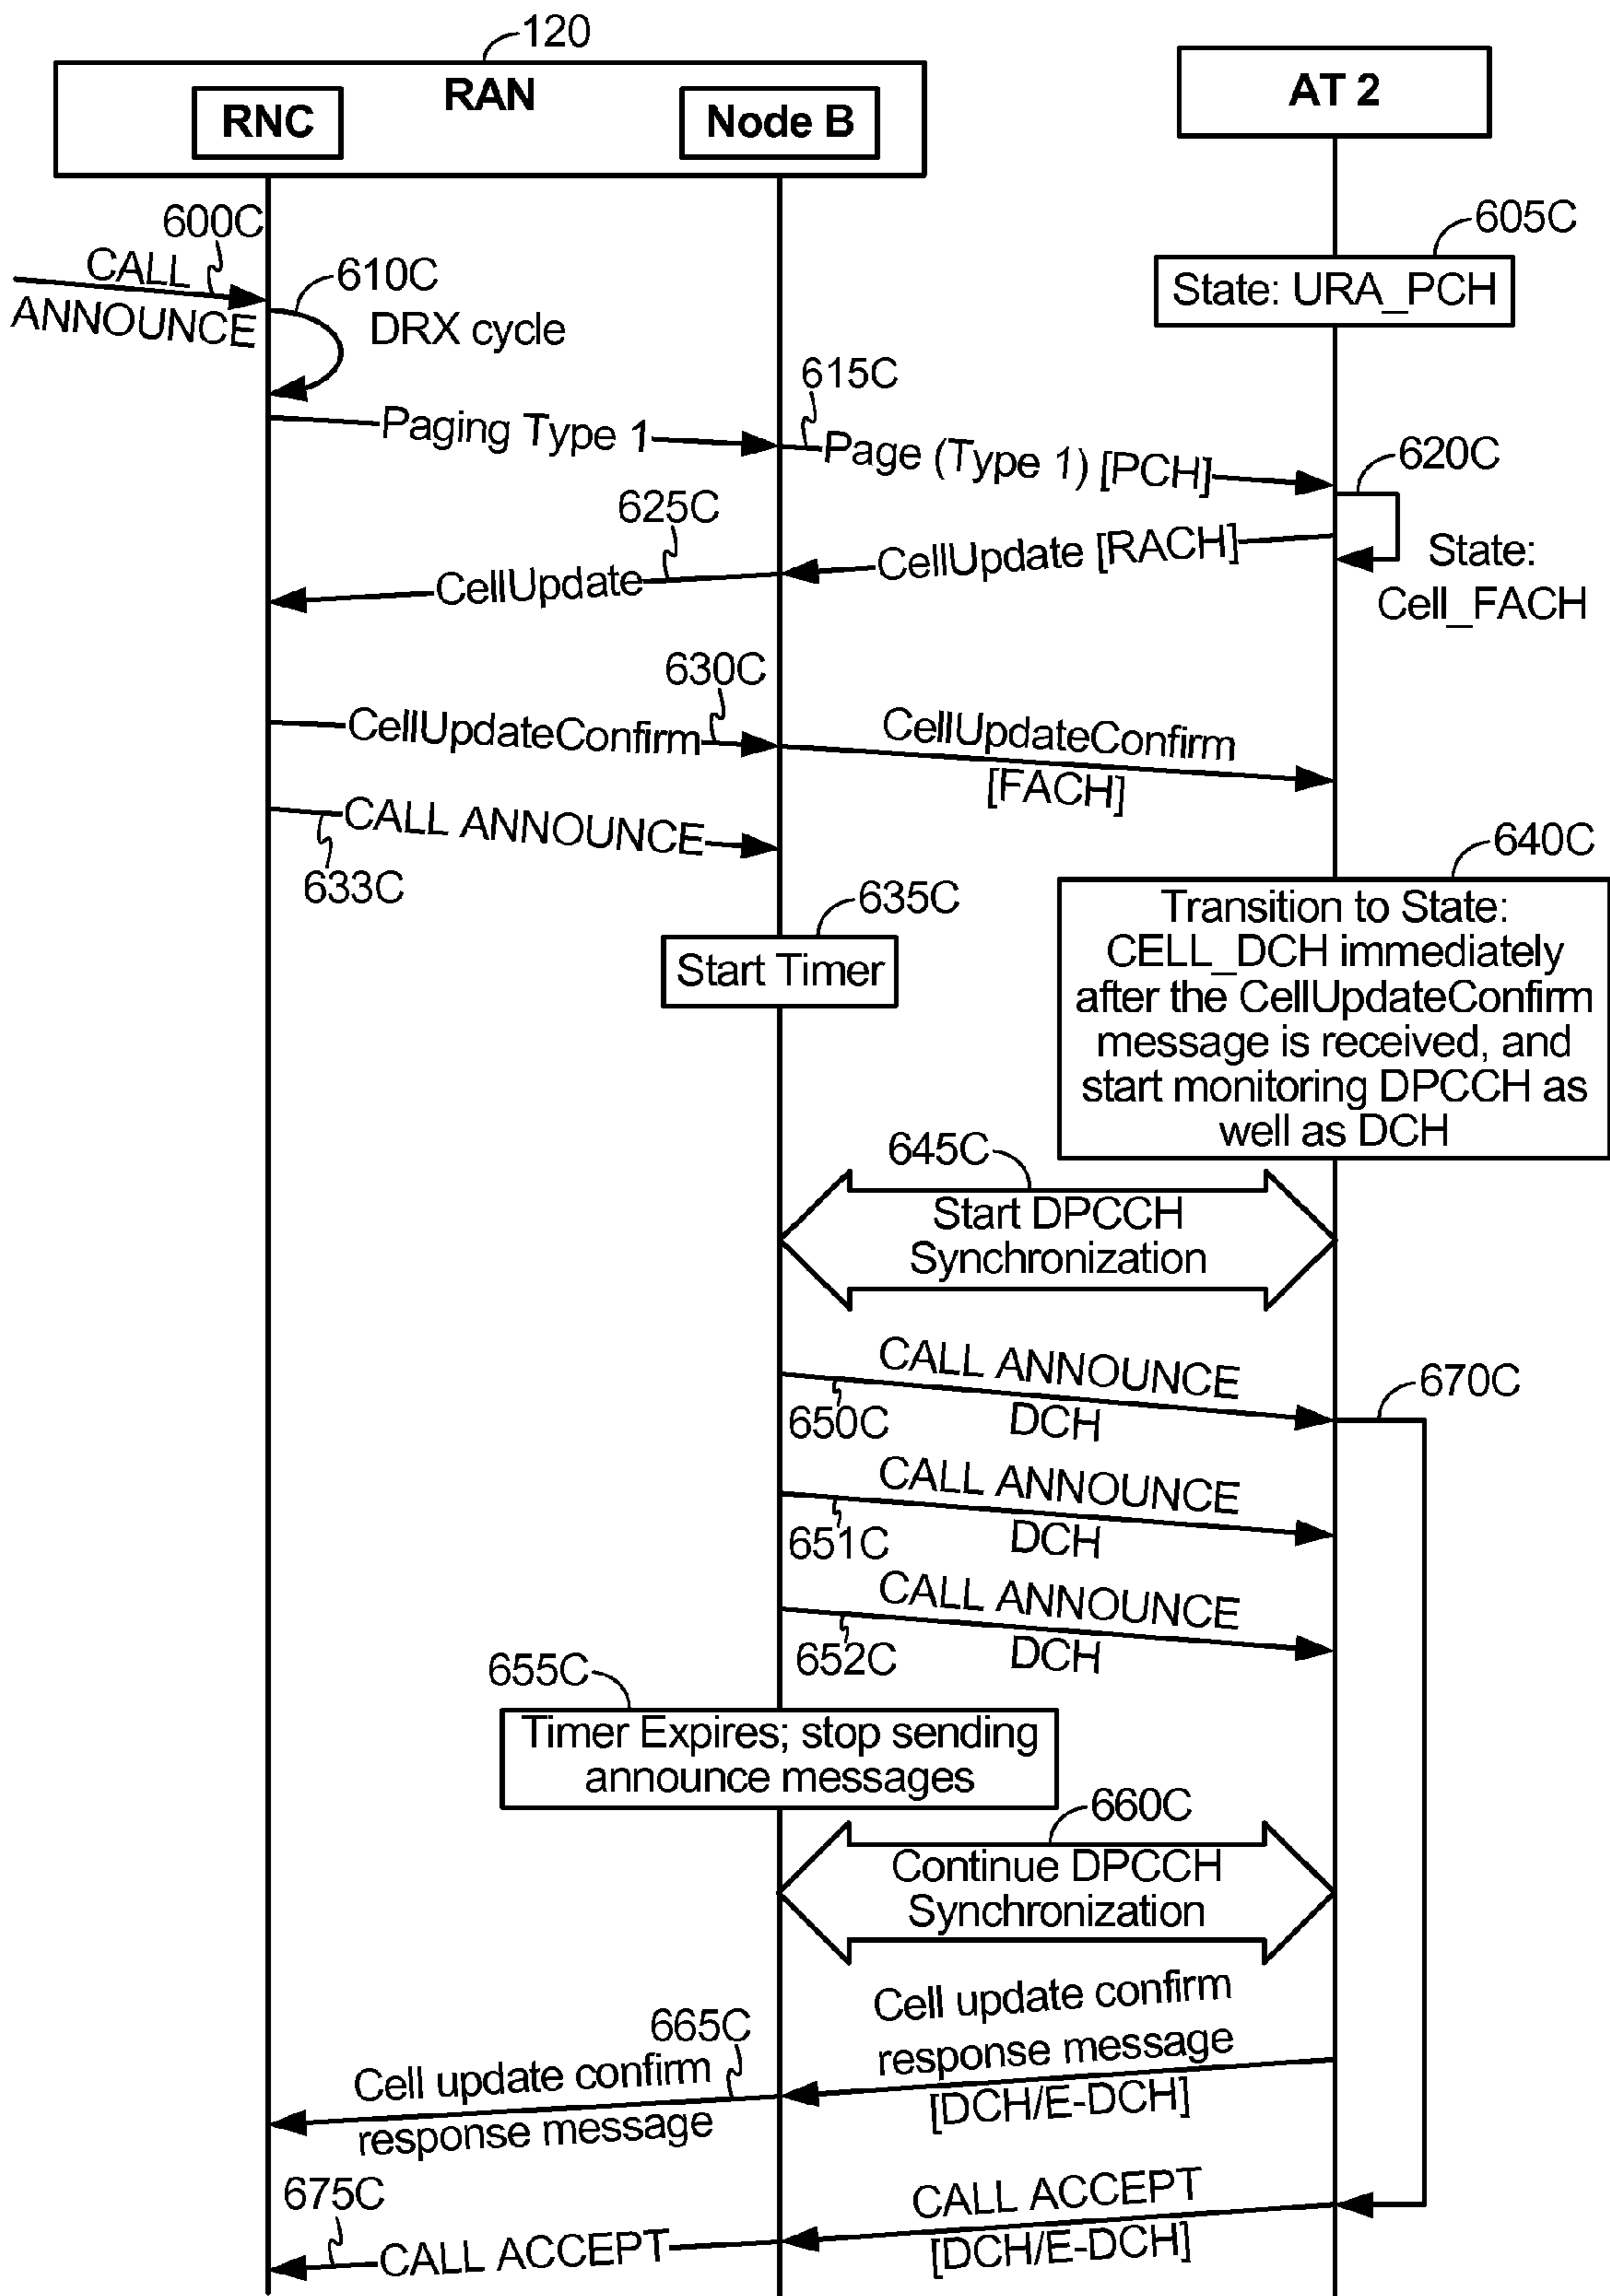 120
RAN
RNC
Node B
AT 2
600C
CALL
ANNOUNCE
605C
State: URA_PCH
610C
DRX cycle
615C
Paging Type 1
Page (Type 1) [PCH]
620C
State:
Cell_FACH
625C
CellUpdate [RACH]
CellUpdate
630C
CellUpdateConfirm
CellUpdateConfirm
[FACH]
CALL ANNOUNCE
633C
635C
Start Timer
640C
Transition to State:
CELL_DCH immediately
after the CellUpdateConfirm
message is received, and
start monitoring DPCCH as
well as DCH
645C
Start DPCCH
Synchronization
CALL ANNOUNCE
650C
DCH
670C
CALL ANNOUNCE
651C
DCH
CALL ANNOUNCE
652C
DCH
655C
Timer Expires; stop sending
announce messages
660C
Continue DPCCH
Synchronization
Cell update confirm
response message
[DCH/E-DCH]
665C
Cell update confirm
response message
CALL ACCEPT
[DCH/E-DCH]
675C
CALL ACCEPT